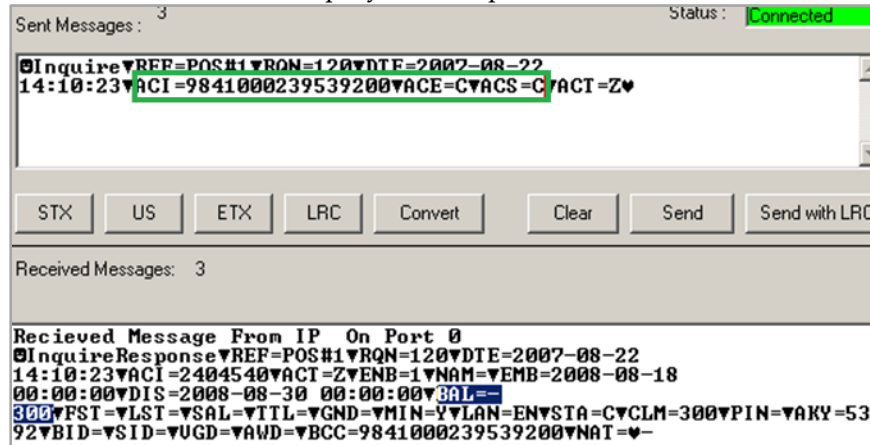 Sent Messages : 3 Status : Connected
☻Inquire▼REF=POS#1▼RQN=120▼DTE=2007-08-22
14:10:23▼ACI=9841000239539200▼ACE=C▼ACS=C▼ACT=Z♥
STX US ETX LRC Convert Clear Send Send with LRC
Received Messages: 3
Recieved Message From IP On Port 0
☻InquireResponse▼REF=POS#1▼RQN=120▼DTE=2007-08-22
14:10:23▼ACI=2404540▼ACT=Z▼ENB=1▼NAM=▼EMB=2008-08-18
00:00:00▼DIS=2008-08-30 00:00:00▼BAL=-
300▼FST=▼LST=▼SAL=▼TTL=▼GND=▼MIN=Y▼LAN=EN▼STA=C▼CLM=300▼PIN=▼AKY=53
92▼BID=▼SID=▼VGD=▼AWD=▼BCC=9841000239539200▼NAT=♥-